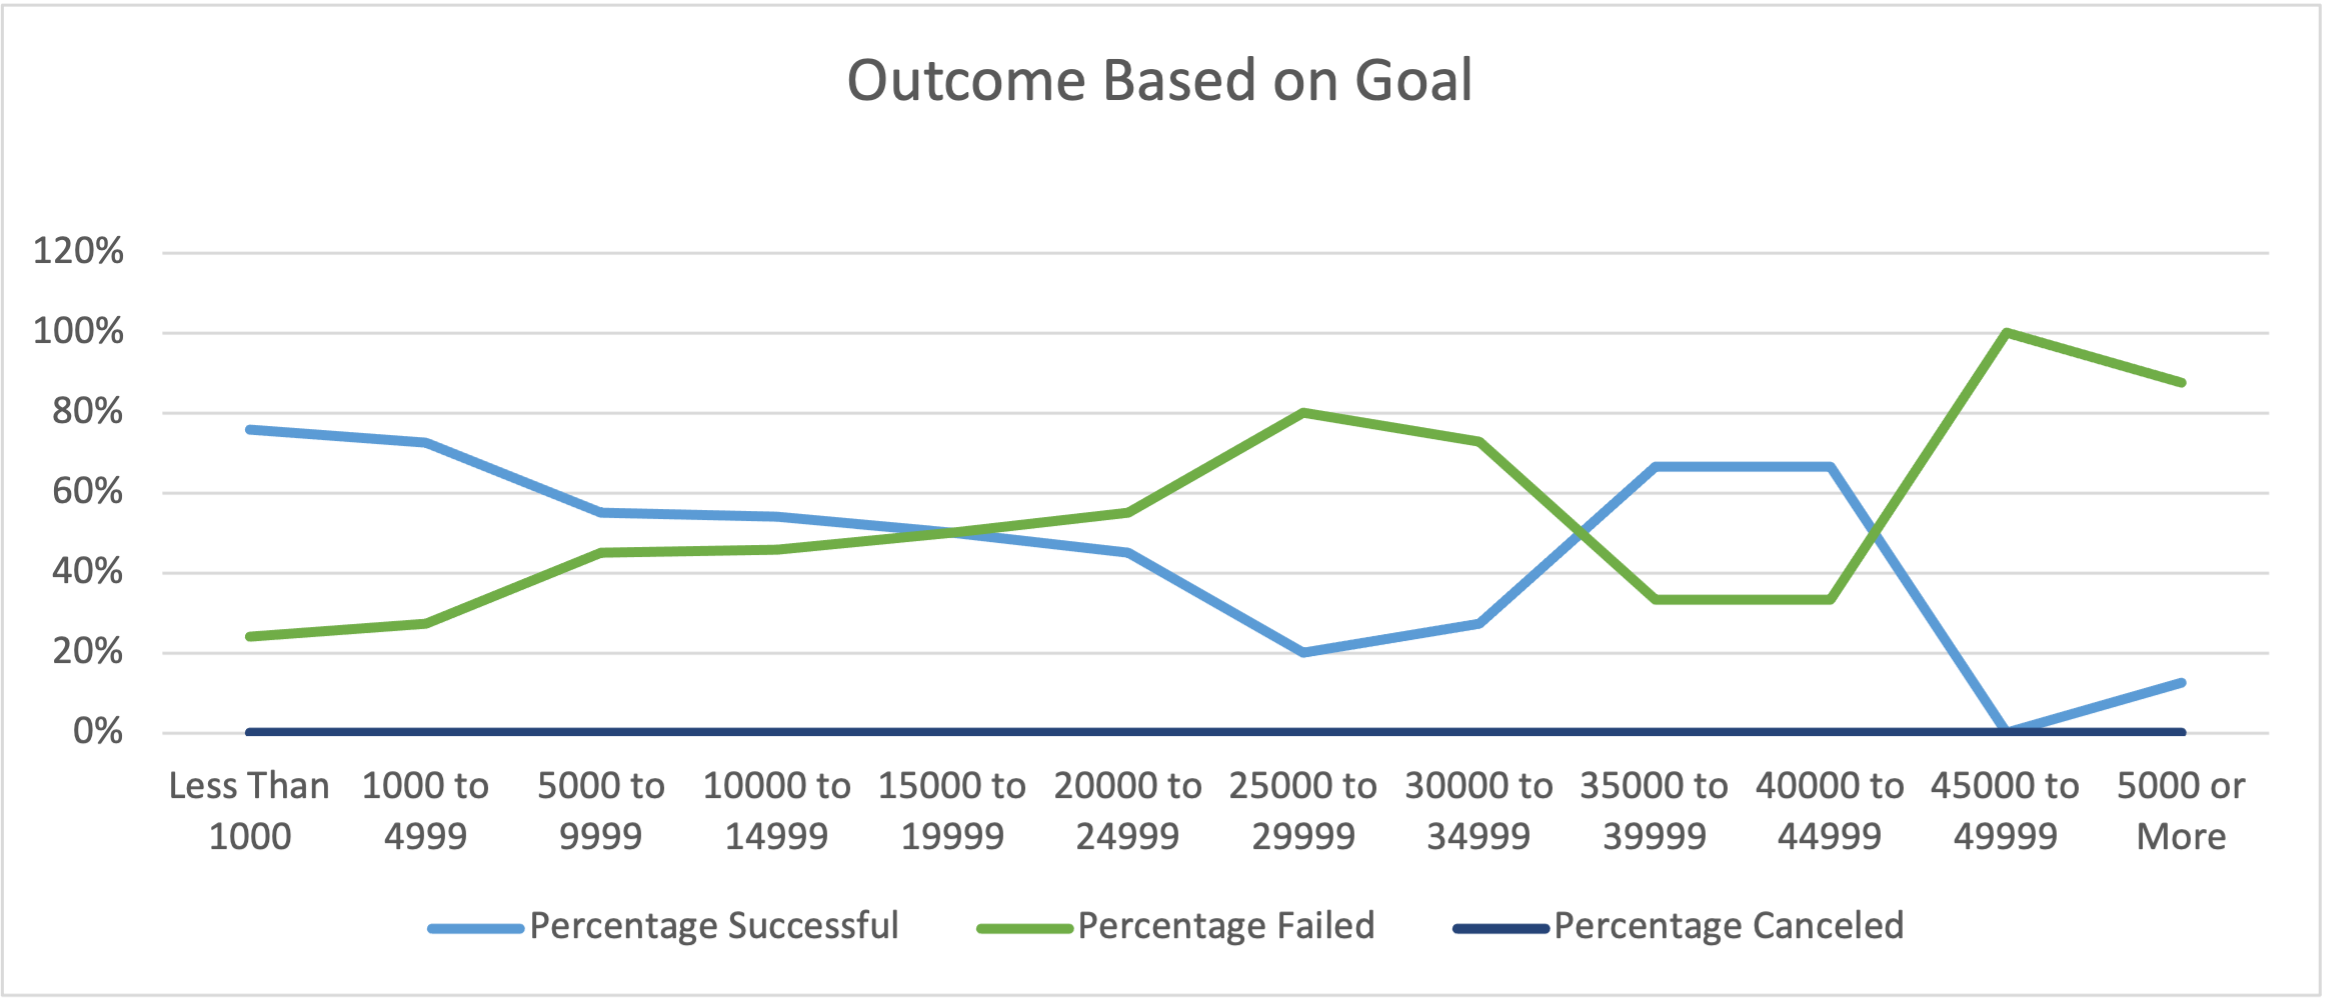 Outcome Based on Goal
120%
100%
80%
60%
40%
20%
0%
Less Than 1000 to 5000 to 10000 to 15000 to 20000 to 25000 to 30000 to 35000 to 40000 to 45000 to 5000 or
1000 4999 9999 14999 19999 24999 29999 34999 39999 44999 49999 More
Percentage Successful Percentage Failed Percentage Canceled